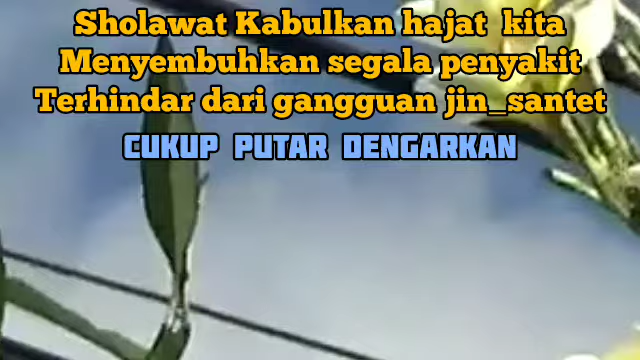 Sholawat Kabulkan hajat kita
Menyembuhkan segala penyakit
Terhindar dari gangguan jin_santet
CUKUP PUTAR DENGARKAN